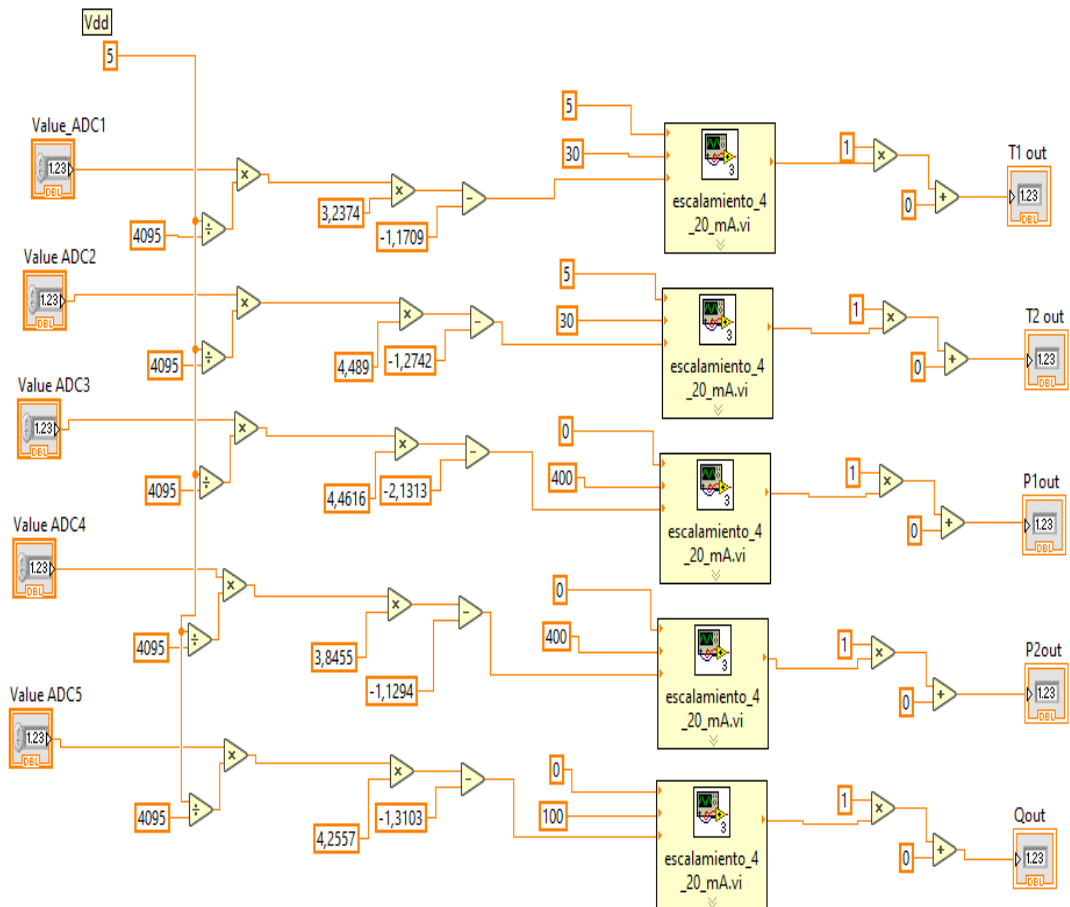 Vdd
5
Value_ADC1
1.23
DBL
4095
÷
×
×
3,2374
-
-1,1709
5
30
3
escalamiento_4
_20_mA.vi
1
×
0
+
T1 out
1.23
DBL
Value ADC2
1.23
DBL
4095
÷
×
×
4,489
-
-1,2742
5
30
3
escalamiento_4
_20_mA.vi
1
×
0
+
T2 out
1.23
DBL
Value ADC3
1.23
DBL
4095
÷
×
×
4,4616
-
-2,1313
0
400
3
escalamiento_4
_20_mA.vi
1
×
0
+
P1out
1.23
DBL
Value ADC4
1.23
DBL
4095
÷
×
×
3,8455
-
-1,1294
0
400
3
escalamiento_4
_20_mA.vi
1
×
0
+
P2out
1.23
DBL
Value ADC5
1.23
DBL
4095
÷
×
×
4,2557
-
-1,3103
0
100
3
escalamiento_4
_20_mA.vi
1
×
0
+
Qout
1.23
DBL